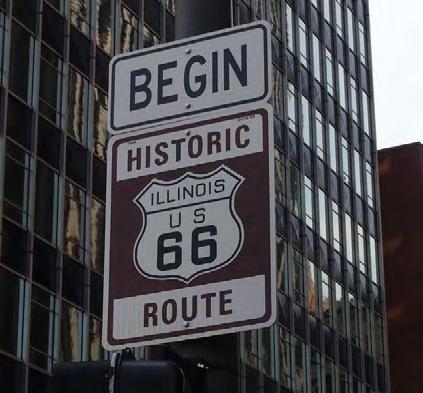 BEGIN
HISTORIC
ILLINOIS
U S
66
ROUTE